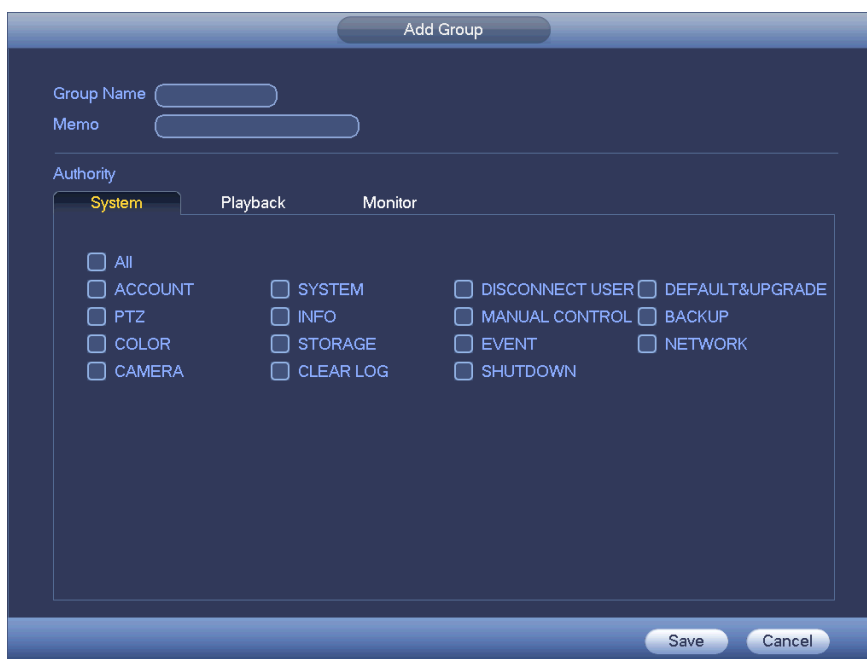 Add Group
Group Name
Memo
Authority
System Playback Monitor
All
ACCOUNT SYSTEM DISCONNECT USER DEFAULT&UPGRADE
PTZ INFO MANUAL CONTROL BACKUP
COLOR STORAGE EVENT NETWORK
CAMERA CLEAR LOG SHUTDOWN
Save Cancel